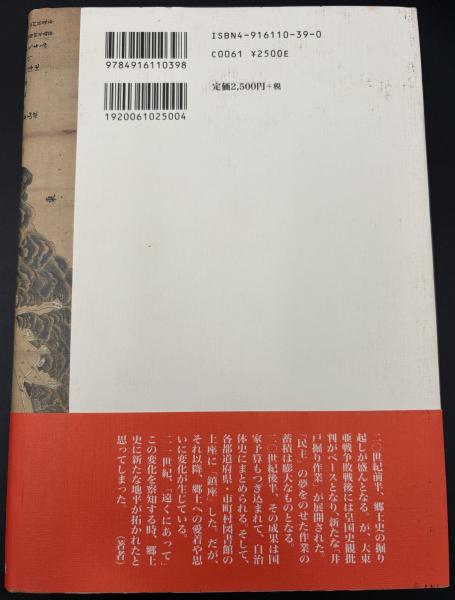 ISBN4-916110-39-0
C0061 ¥2500E
定価2,500円+税
9784916110398
1920061025004
東
二〇世紀前半、郷土史の掘り
起しが盛んとなる。が、大東
亜戦争敗戦後には皇国史観批
判がベースとなり、新たな「井
戸掘り作業」が展開された。
「民主」の夢をのせた作業の
蓄積は膨大なものとなる。
二〇世紀後半、その成果は国
家予算もつぎ込まれて、自治
体史にまとめられる。そして、
各都道府県・市町村図書館の
土座に「鎮座」した。だが、
それ以降、郷土への愛着や思
いに変化が生じている。
二一世紀、遠くにあって
この変化を察知する時、郷土
史に新たな地平が拓かれたと
思ってしまった。
(著者)